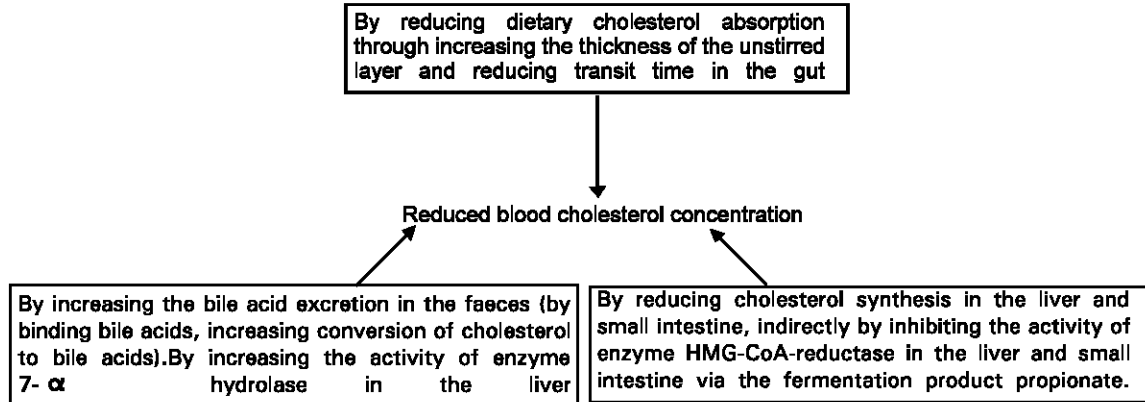 By reducing dietary cholesterol absorption
through increasing the thickness of the unstirred
layer and reducing transit time in the gut
Reduced blood cholesterol concentration
By increasing the bile acid excretion in the faeces (by
binding bile acids, increasing conversion of cholesterol
to bile acids).By increasing the activity of enzyme
7- α hydrolase in the liver
By reducing cholesterol synthesis in the liver and
small intestine, indirectly by inhibiting the activity of
enzyme HMG-CoA-reductase in the liver and small
intestine via the fermentation product propionate.